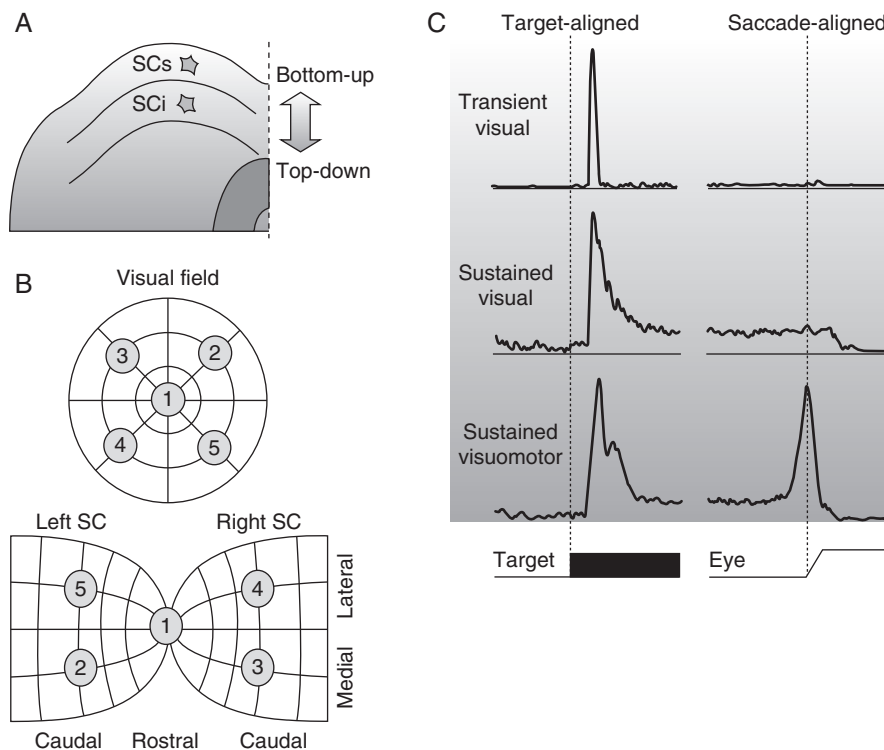 A
SCs
SCi
Bottom-up
Top-down
B
Visual field
3
2
1
4
5
Left SC
Right SC
5
4
1
2
3
Lateral
Medial
Caudal
Rostral
Caudal
C
Target-aligned
Saccade-aligned
Transient
visual
Sustained
visual
Sustained
visuomotor
Target
Eye